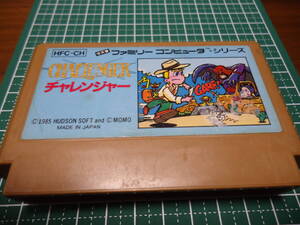 HFC-CH
ファミリー コンピュータ シリーズ
CHALLENGER
チャレンジャー
©1985 HUDSON SOFT and ©MOMO
MADE IN JAPAN